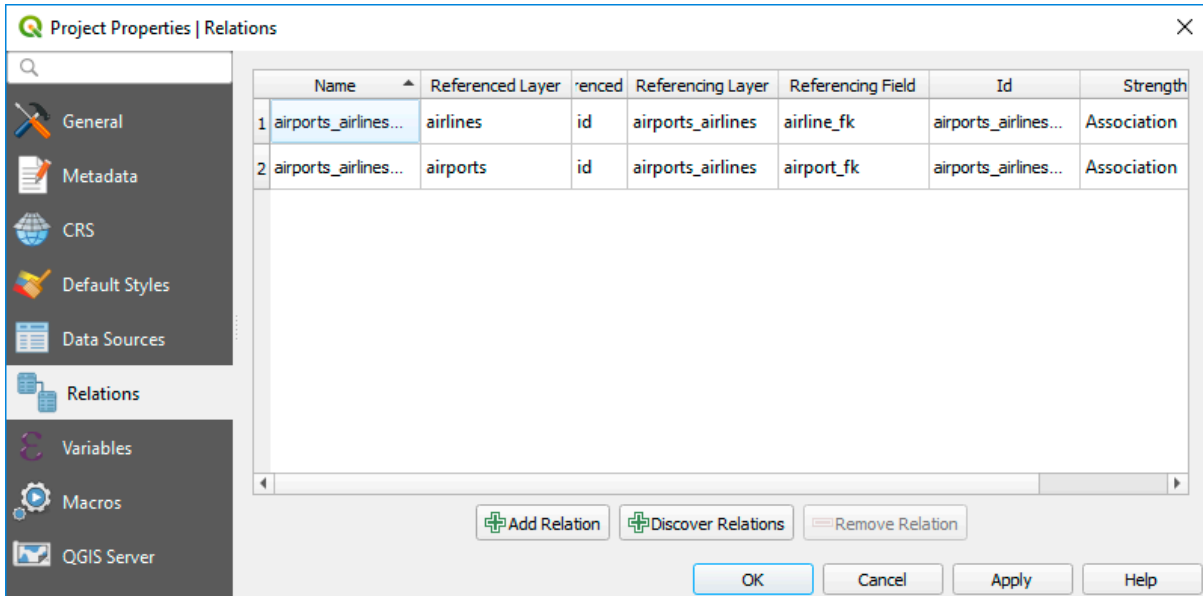 Project Properties | Relations
General
Metadata
CRS
Default Styles
Data Sources
Relations
Variables
Macros
QGIS Server
Name Referenced Layer renced Referencing Layer Referencing Field Id Strength
1 airports_airlines... airlines id airports_airlines airline_fk airports_airlines... Association
2 airports_airlines... airports id airports_airlines airport_fk airports_airlines... Association
Add Relation Discover Relations Remove Relation
OK Cancel Apply Help